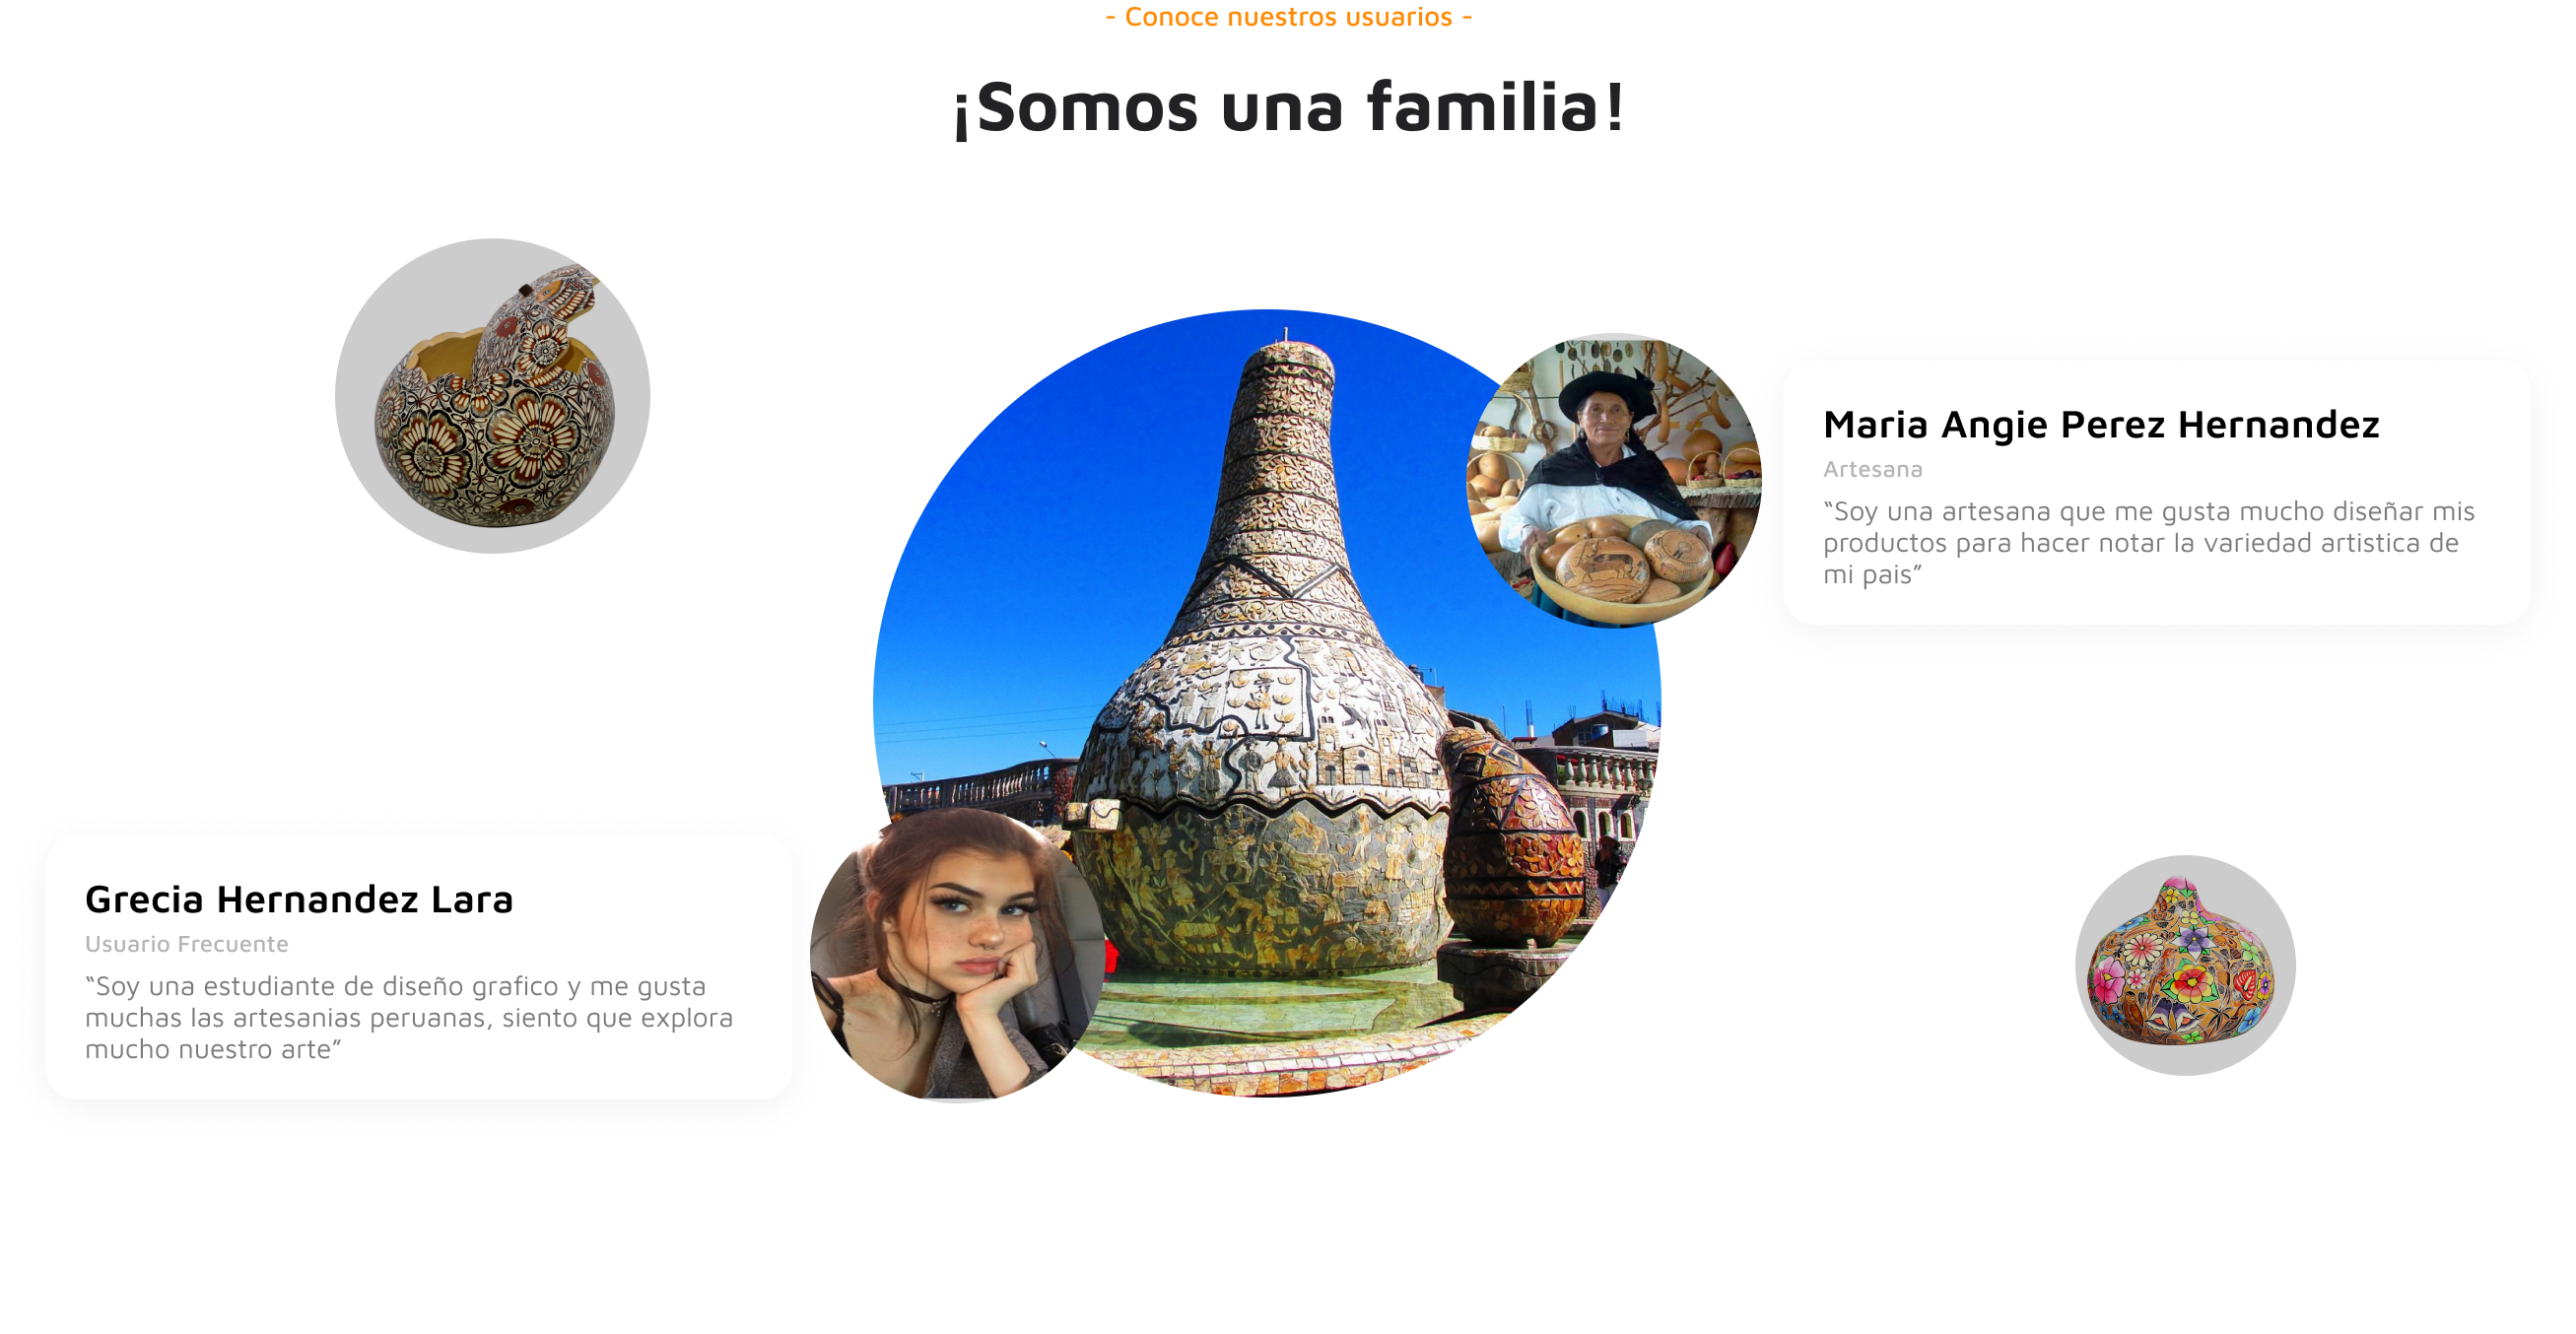 - Conoce nuestros usuarios -
¡Somos una familia!
Maria Angie Perez Hernandez
Artesana
“Soy una artesana que me gusta mucho diseñar mis
productos para hacer notar la variedad artistica de
mi pais”
Grecia Hernandez Lara
Usuario Frecuente
“Soy una estudiante de diseño grafico y me gusta
muchas las artesanias peruanas, siento que explora
mucho nuestro arte”